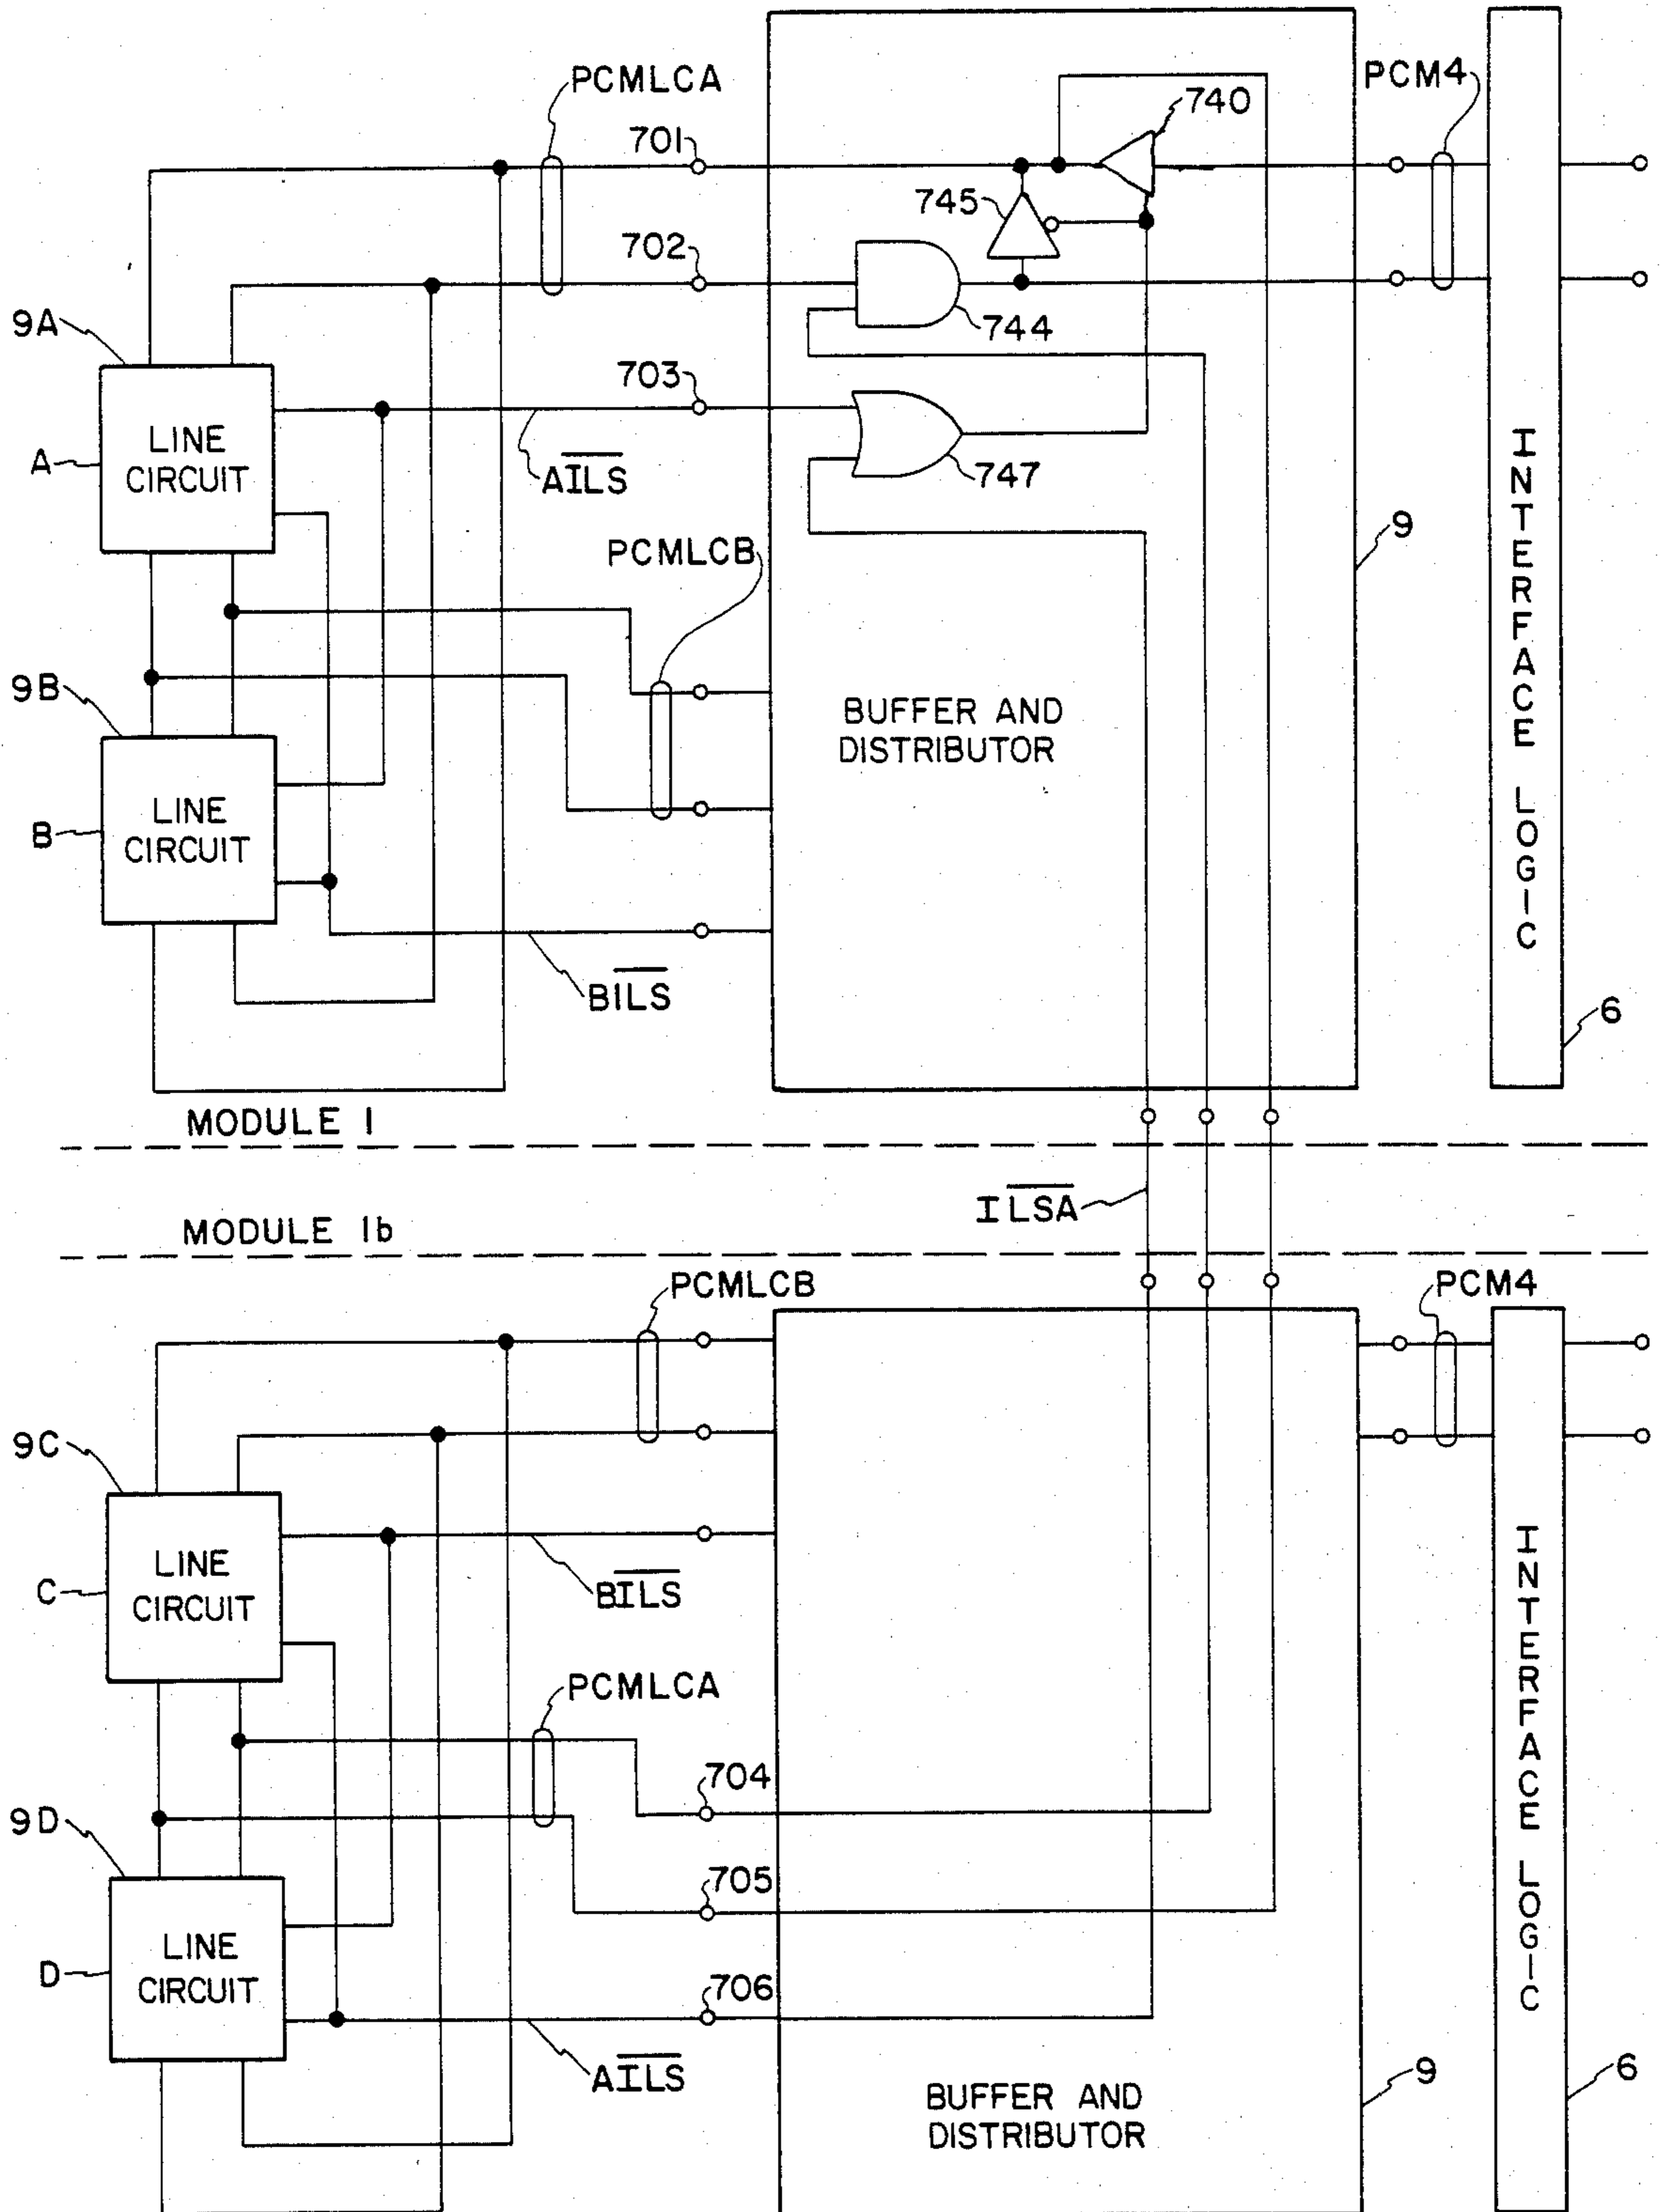 PCMLCA
PCM4
740
701
745
702
744
9A
703
LINE
CIRCUIT
A
AILS
747
INTERFACE LOGIC
9
PCMLCB
9B
BUFFER AND
DISTRIBUTOR
LINE
CIRCUIT
B
BILS
6
MODULE 1
ILSA
MODULE 1b
PCMLCB
PCM4
9C
LINE
CIRCUIT
C
BILS
INTERFACE LOGIC
PCMLCA
704
9D
705
LINE
CIRCUIT
D
706
AILS
9
6
BUFFER AND
DISTRIBUTOR